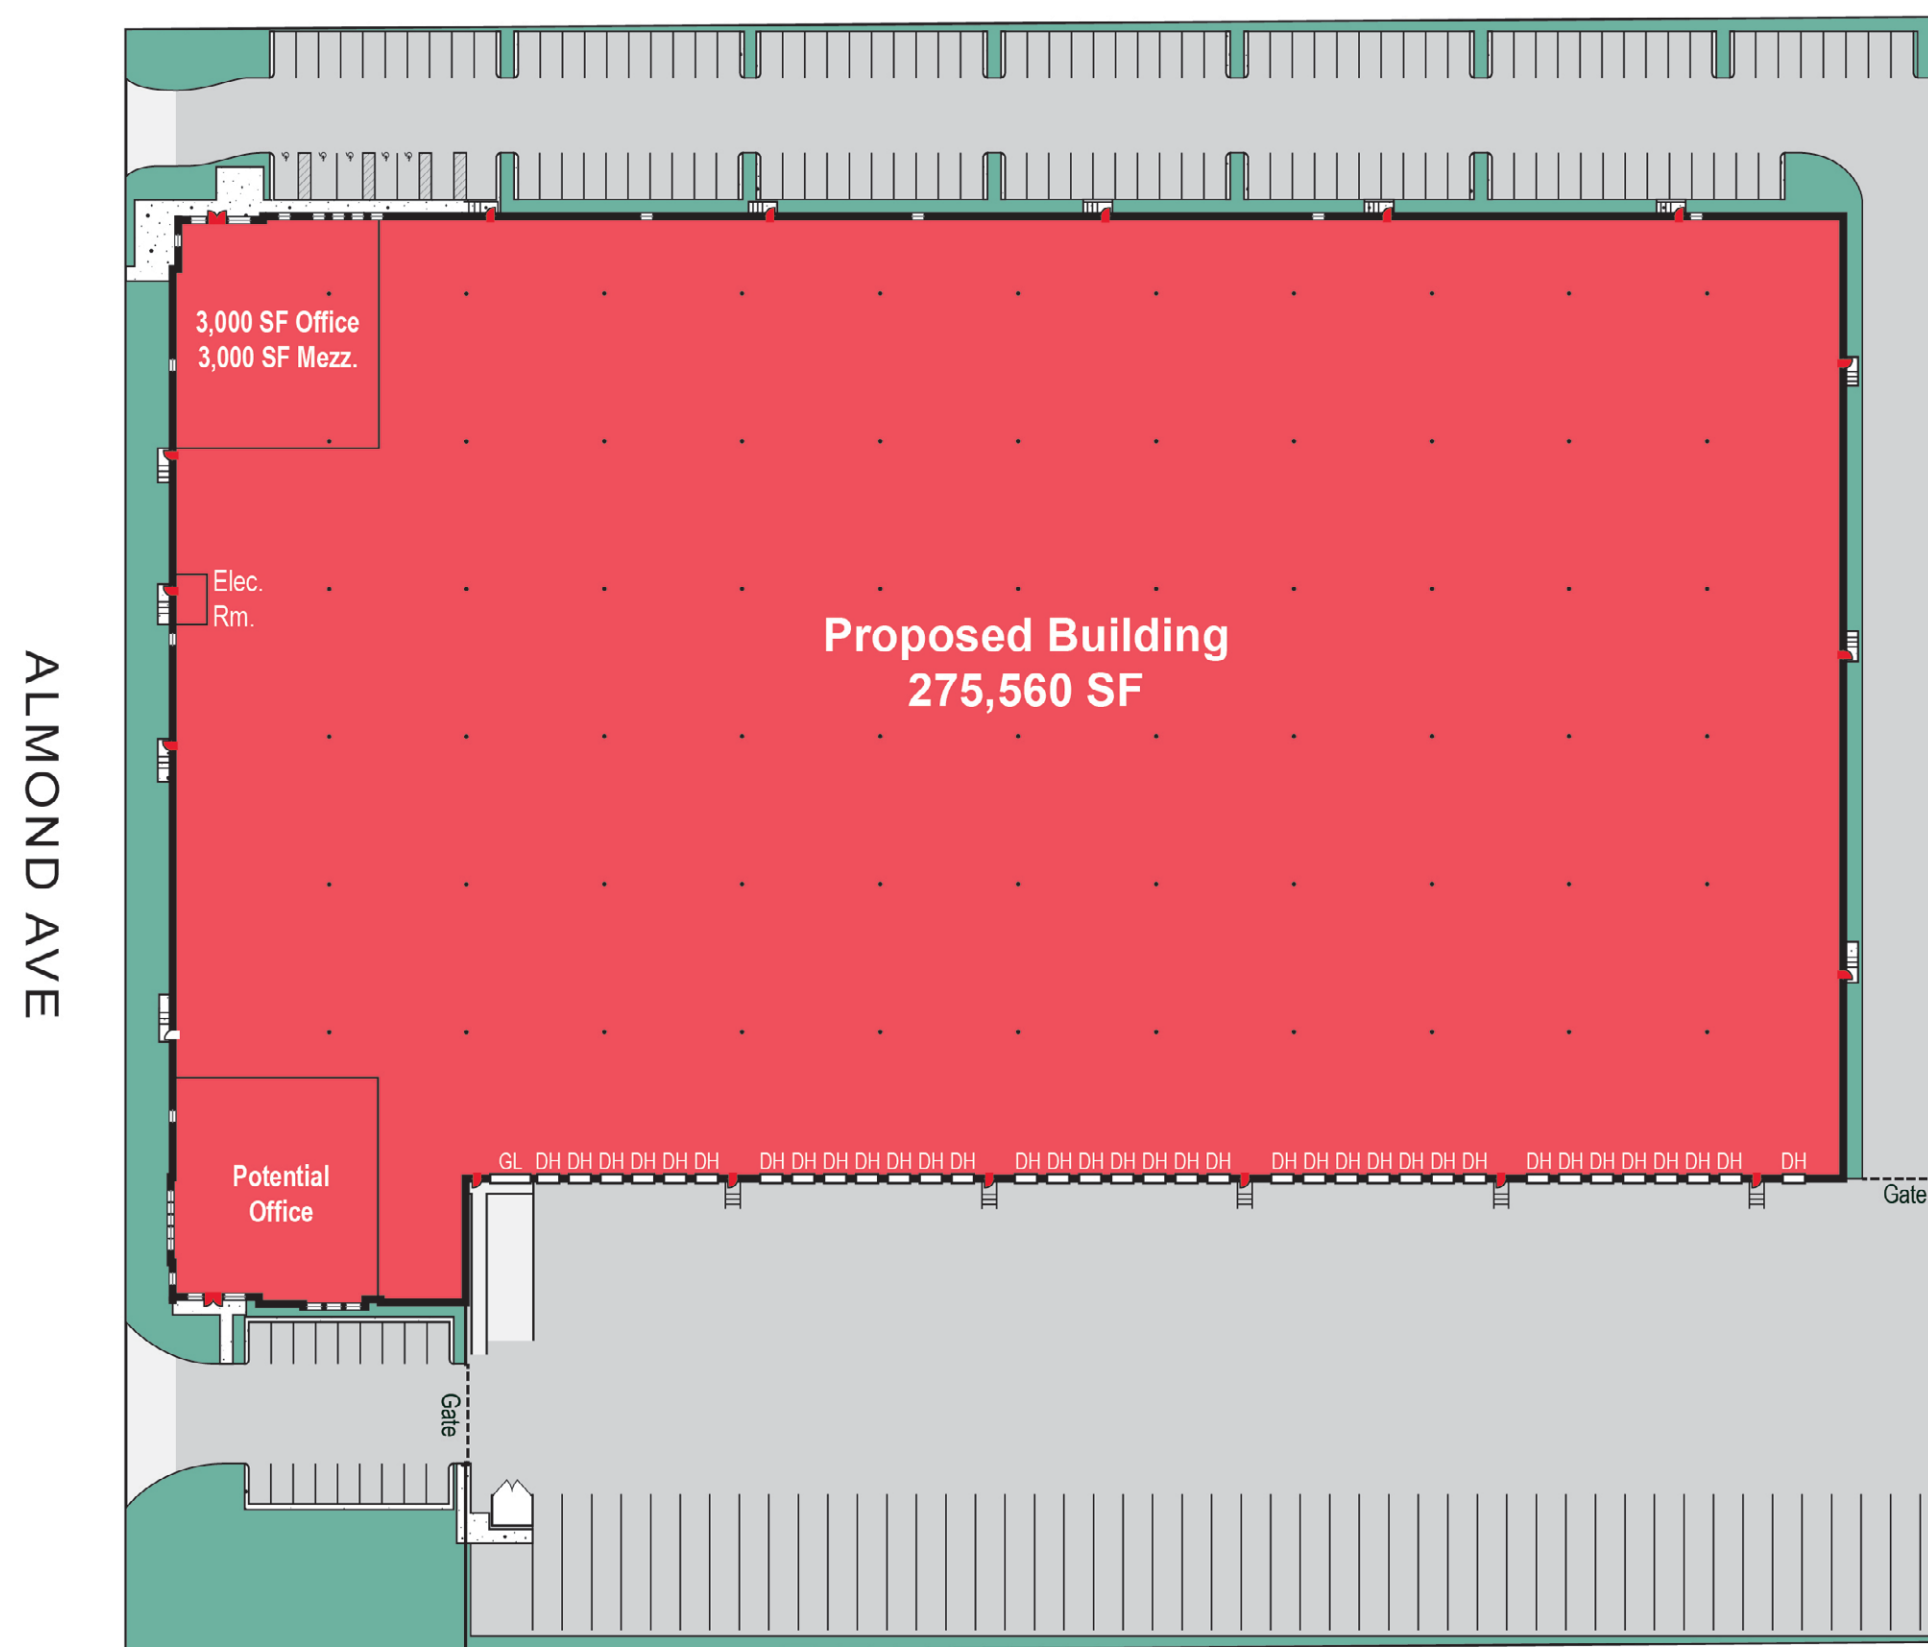 3,000 SF Office
3,000 SF Mezz.
Elec.
Rm.
Proposed Building
275,560 SF
ALMOND AVE
Potential
Office
GL DH DH DH DH DH DH DH DH DH DH DH DH DH DH DH DH DH DH DH DH DH DH DH DH DH DH DH DH DH DH DH DH DH DH DH
Gate
Gate